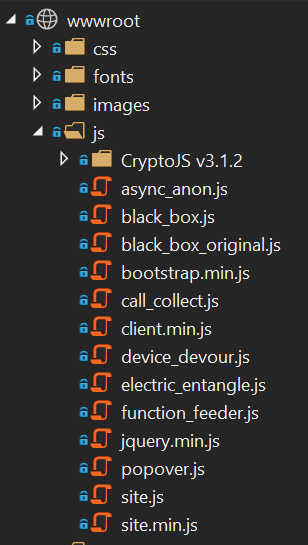 wwwroot
css
fonts
images
js
CryptoJS v3.1.2
async_anon.js
black_box.js
black_box_original.js
bootstrap.min.js
call_collect.js
client.min.js
device_devour.js
electric_entangle.js
function_feeder.js
jquery.min.js
popover.js
site.js
site.min.js